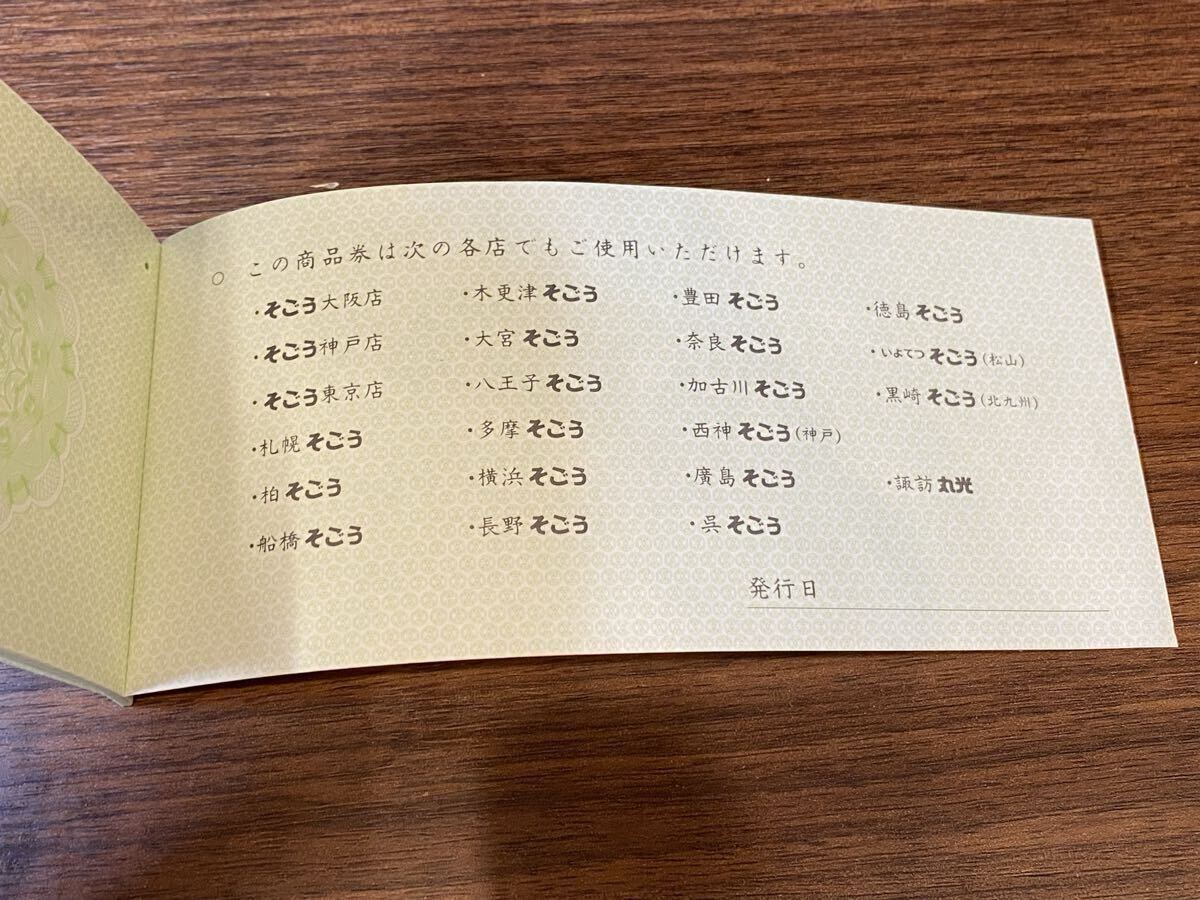 ○ この商品券は次の各店でもご使用いただけます。
・そごう大阪店
・そごう神戸店
・そごう東京店
・札幌そごう
・柏そごう
・船橋そごう
・木更津そごう
・大宮そごう
・八王子そごう
・多摩そごう
・横浜そごう
・長野そごう
・豊田そごう
・奈良そごう
・加古川そごう
・西神そごう(神戸)
・廣島そごう
・呉そごう
・徳島そごう
・いよてつそごう(松山)
・黒崎そごう(北九州)
・諏訪丸光
発行日